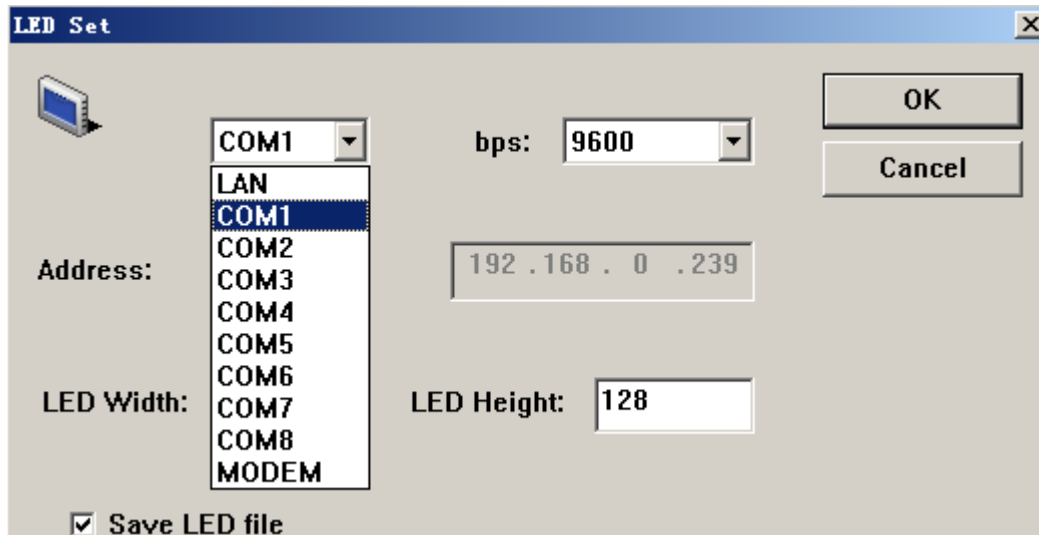 LED Set
OK
COM1 bps: 9600
Cancel
LAN
COM1
COM2
Address: 192 .168 . 0 .239
COM3
COM4
COM5
COM6
LED Width: LED Height: 128
COM7
COM8
MODEM
Save LED file